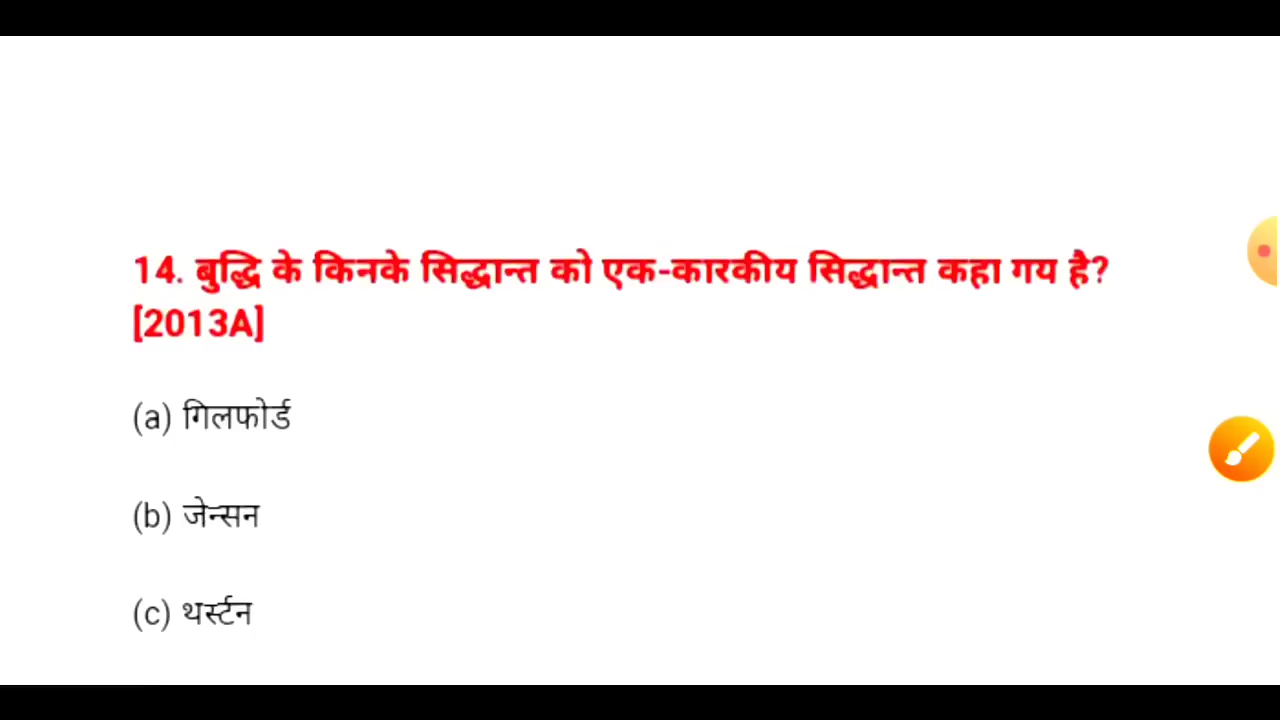 14. बुद्धि के किनके सिद्धान्त को एक-कारकीय सिद्धान्त कहा गय है?
[2013A]
(a) गिलफोर्ड
(b) जेन्सन
(c) थर्स्टन